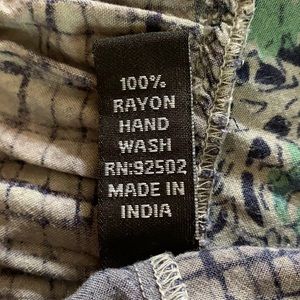 100%
RAYON
HAND
WASH
RN:92502
MADE IN
INDIA